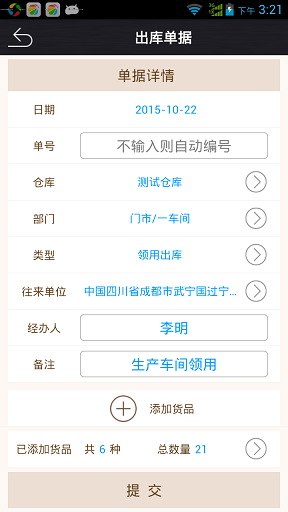 下午 3:21
出库单据
单据详情
日期 2015-10-22
单号 不输入则自动编号
仓库 测试仓库
部门 门市/一车间
类型 领用出库
往来单位 中国四川省成都市武宁国过宁...
经办人 李明
备注 生产车间领用
添加货品
已添加货品 共 6 种 总数量 21
提 交